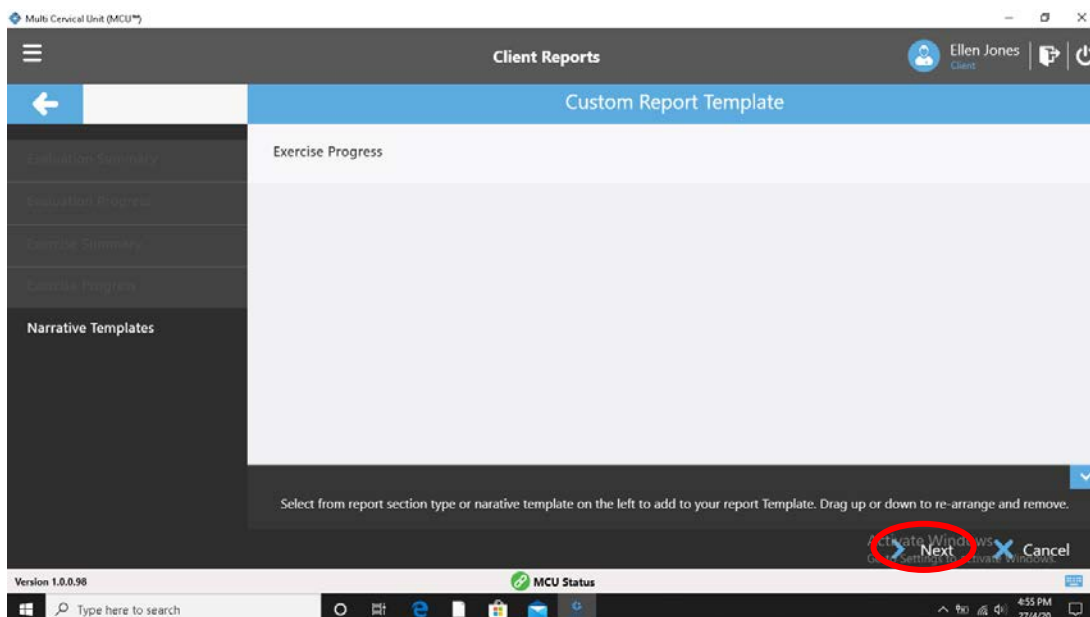 Multi Cervical Unit (MCU™)
Client Reports
Ellen Jones
Client
Custom Report Template
Evaluation Summary
Evaluation Progress
Exercise Summary
Exercise Progress
Narrative Templates
Exercise Progress
Select from report section type or narative template on the left to add to your report Template. Drag up or down to re-arrange and remove.
Activate Windows
Go to Settings to activate Windows.
Next
Cancel
Version 1.0.0.98
MCU Status
Type here to search
4:55 PM
27/4/20